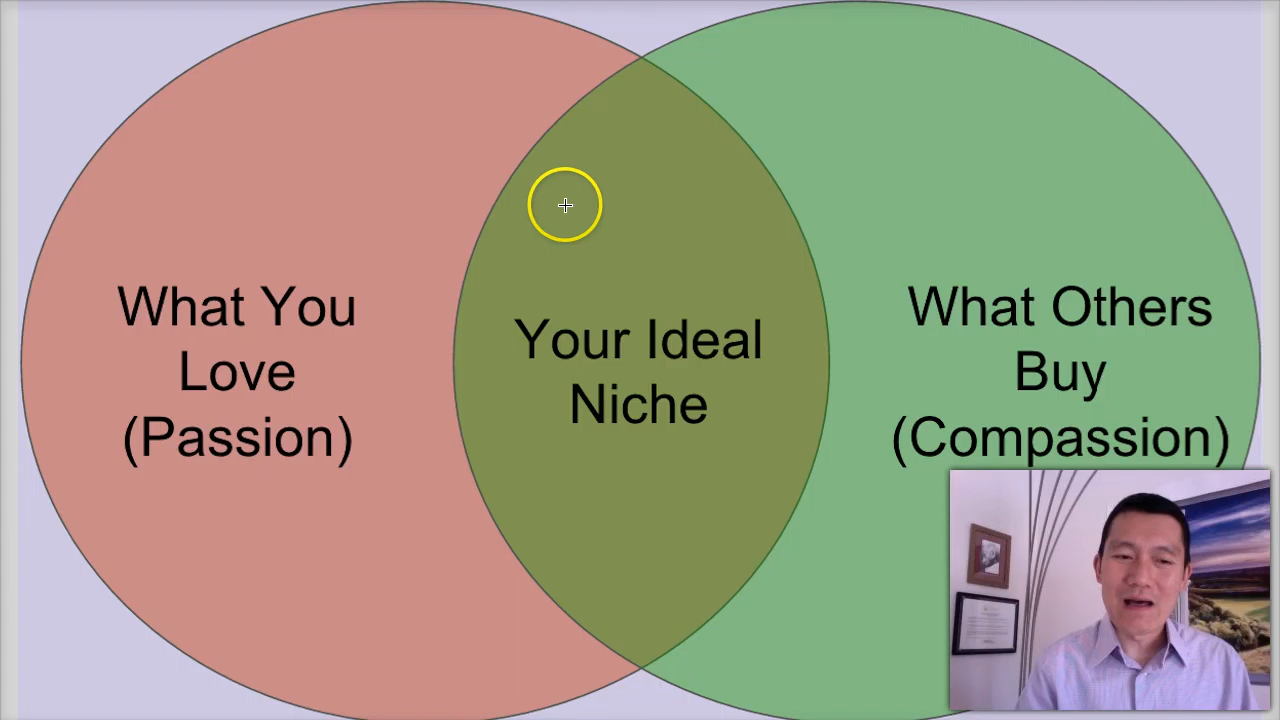 What You
Love
(Passion)
Your Ideal
Niche
What Others
Buy
(Compassion)